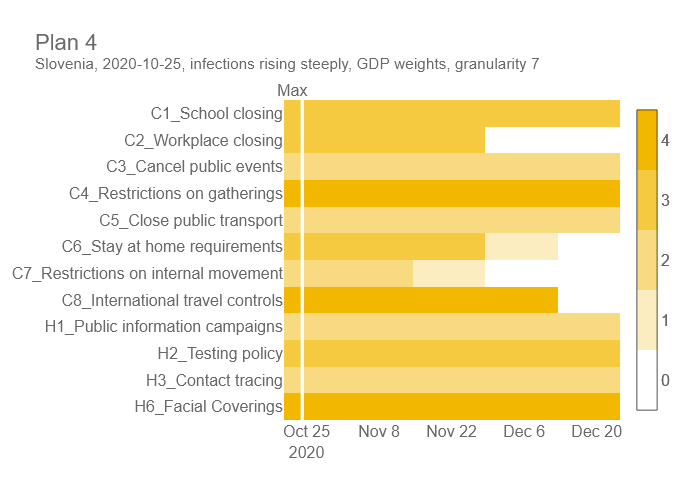 Plan 4
Slovenia, 2020-10-25, infections rising steeply, GDP weights, granularity 7
Max
C1_School closing
C2_Workplace closing
C3_Cancel public events
C4_Restrictions on gatherings
C5_Close public transport
C6_Stay at home requirements
C7_Restrictions on internal movement
C8_International travel controls
H1_Public information campaigns
H2_Testing policy
H3_Contact tracing
H6_Facial Coverings
Oct 25 Nov 8 Nov 22 Dec 6 Dec 20
2020
4
3
2
1
0